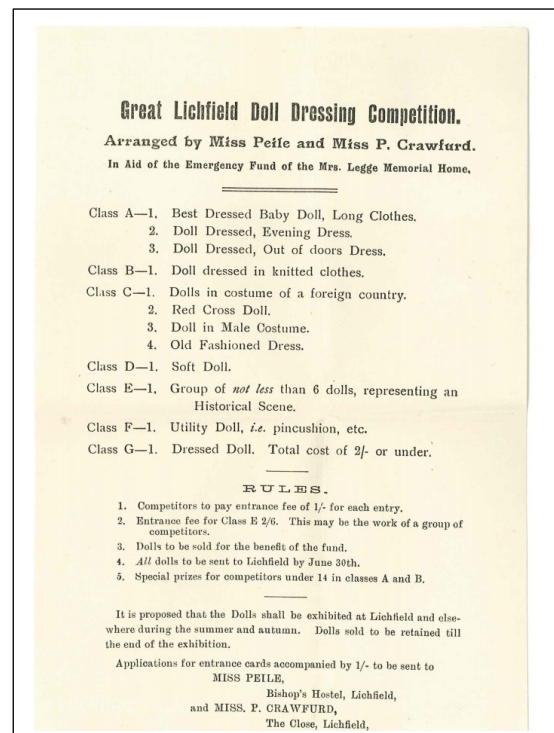 Great Lichfield Doll Dressing Competition.
Arranged by Miss Peile and Miss P. Crawfurd.
In Aid of the Emergency Fund of the Mrs. Legge Memorial Home.
Class A—1. Best Dressed Baby Doll, Long Clothes.
2. Doll Dressed, Evening Dress.
3. Doll Dressed, Out of doors Dress.
Class B—1. Doll dressed in knitted clothes.
Class C—1. Dolls in costume of a foreign country.
2. Red Cross Doll.
3. Doll in Male Costume.
4. Old Fashioned Dress.
Class D—1. Soft Doll.
Class E—1. Group of not less than 6 dolls, representing an
Historical Scene.
Class F—1. Utility Doll, i.e. pincushion, etc.
Class G—1. Dressed Doll. Total cost of 2/- or under.
RULES.
1. Competitors to pay entrance fee of 1/- for each entry.
2. Entrance fee for Class E 2/6. This may be the work of a group of
competitors.
3. Dolls to be sold for the benefit of the fund.
4. All dolls to be sent to Lichfield by June 30th.
5. Special prizes for competitors under 14 in classes A and B.
It is proposed that the Dolls shall be exhibited at Lichfield and else-
where during the summer and autumn. Dolls sold to be retained till
the end of the exhibition.
Applications for entrance cards accompanied by 1/- to be sent to
MISS PEILE,
Bishop's Hostel, Lichfield,
and MISS. P. CRAWFURD,
The Close, Lichfield,